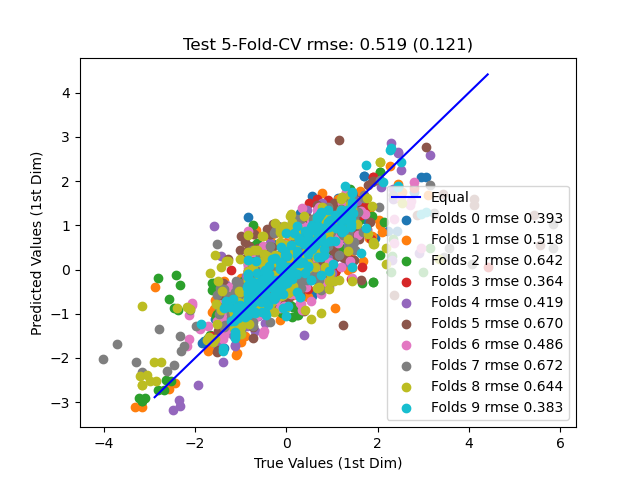 Test 5-Fold-CV rmse: 0.519 (0.121)
Predicted Values (1st Dim)
4
3
2
1
0
−1
−2
−3
Equal
Folds 0 rmse 0.393
Folds 1 rmse 0.518
Folds 2 rmse 0.642
Folds 3 rmse 0.364
Folds 4 rmse 0.419
Folds 5 rmse 0.670
Folds 6 rmse 0.486
Folds 7 rmse 0.672
Folds 8 rmse 0.644
Folds 9 rmse 0.383
−4 −2 0 2 4 6
True Values (1st Dim)